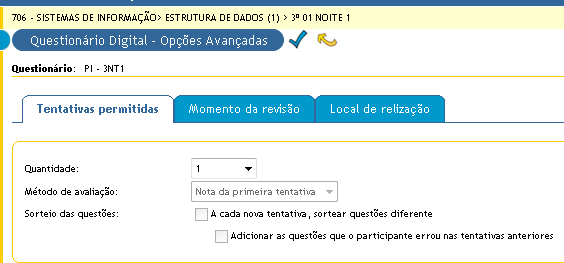 706 - SISTEMAS DE INFORMAÇÃO> ESTRUTURA DE DADOS (1) > 3º 01 NOITE 1
Questionário Digital - Opções Avançadas
Questionário: PI - 3NT1
Tentativas permitidas Momento da revisão Local de relização
Quantidade: 1
Método de avaliação: Nota da primeira tentativa
Sorteio das questões: A cada nova tentativa, sortear questões diferente
Adicionar as questões que o participante errou nas tentativas anteriores